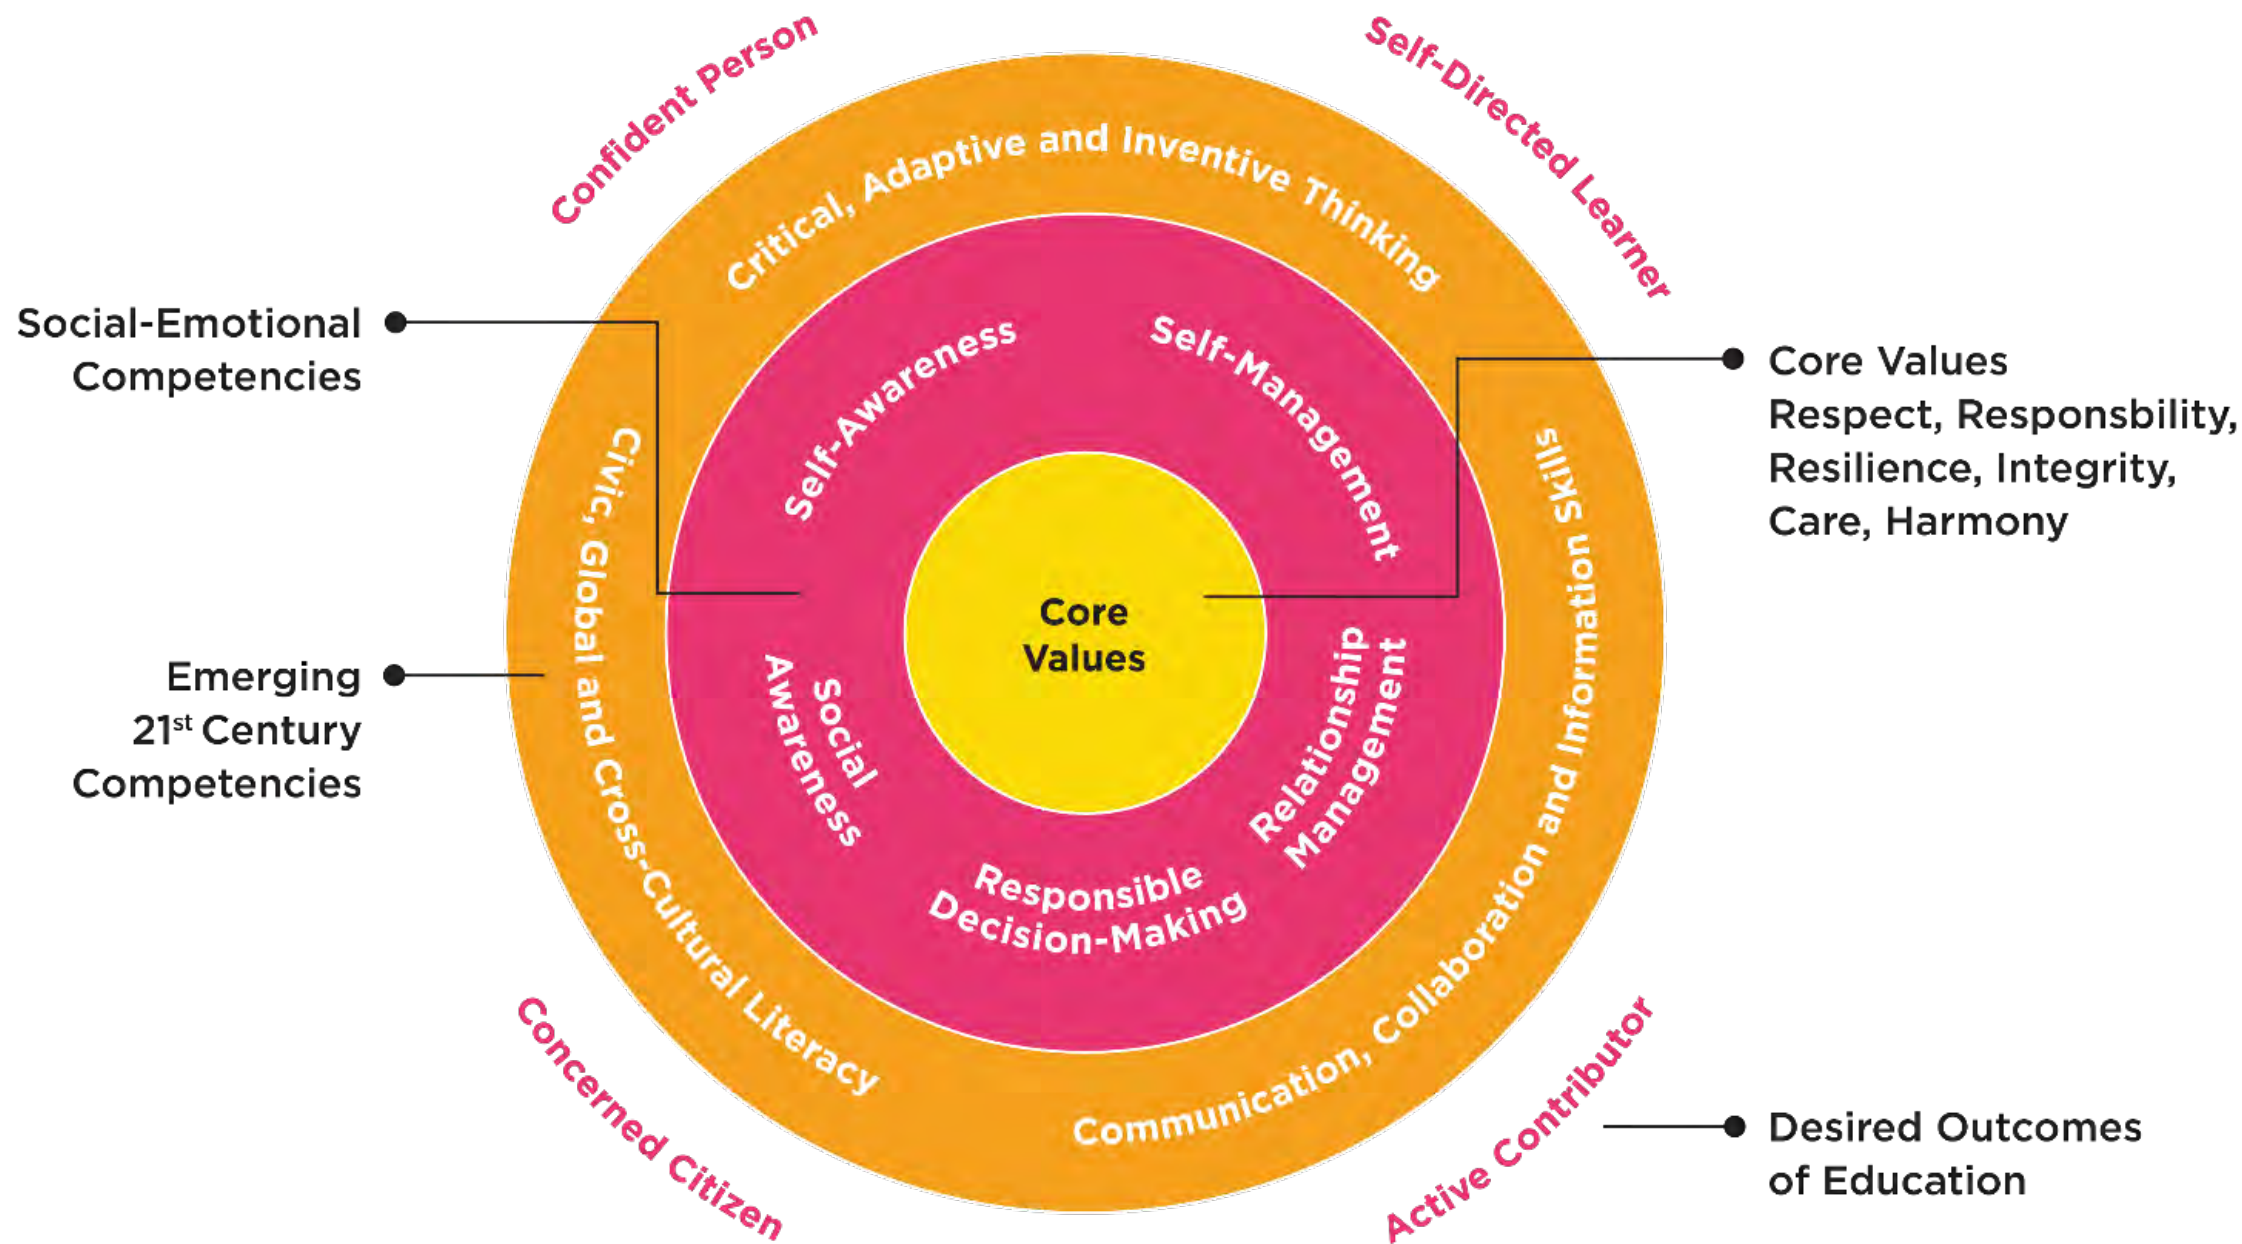 Confident Person
Self-Directed Learner
Critical, Adaptive and Inventive Thinking
Social-Emotional
Competencies
Self-Awareness
Self-Management
Core Values
Respect, Responsbility,
Resilience, Integrity,
Care, Harmony
Civic, Global and Cross-Cultural Literacy
Core
Values
Communication, Collaboration and Information Skills
Emerging
21st Century
Competencies
Social
Awareness
Relationship
Management
Responsible
Decision-Making
Concerned Citizen
Active Contributor
Desired Outcomes
of Education